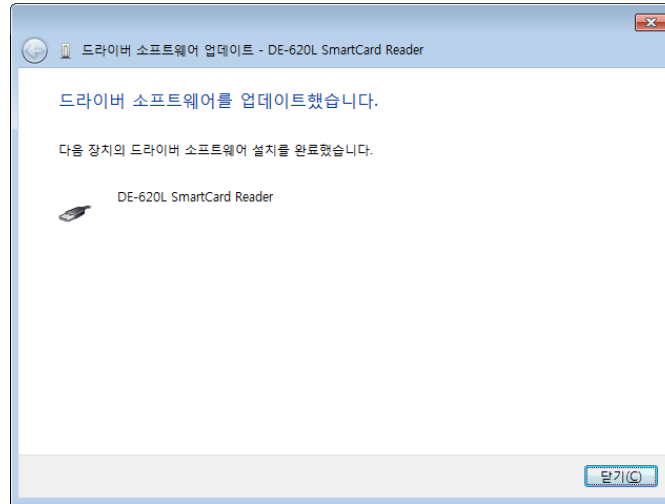 드라이버 소프트웨어 업데이트 - DE-620L SmartCard Reader
드라이버 소프트웨어를 업데이트했습니다.
다음 장치의 드라이버 소프트웨어 설치를 완료했습니다.
DE-620L SmartCard Reader
닫기(C)